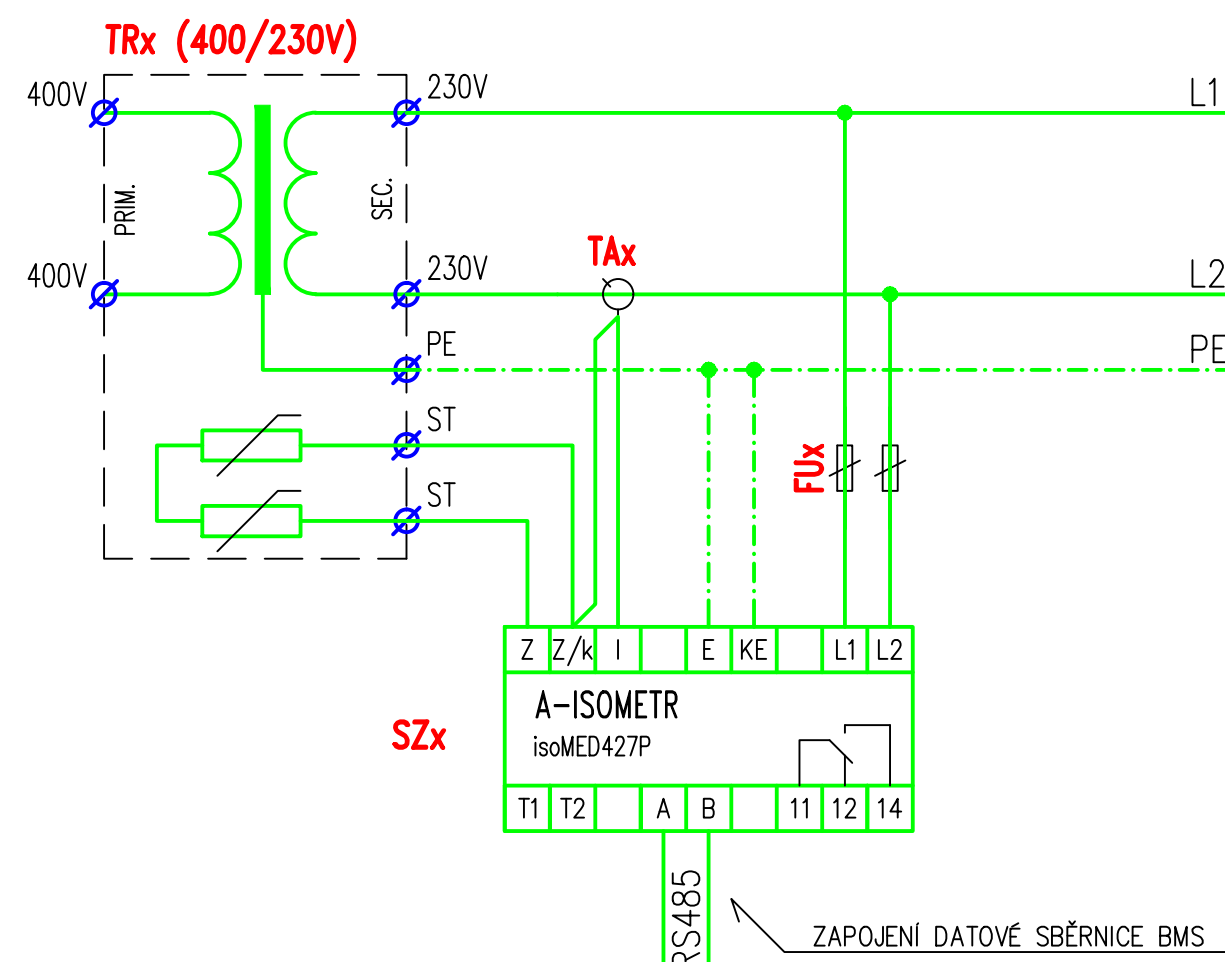 TRx (400/230V)
400V
230V
L1
PRIM.
SEC.
TAx
400V
230V
L2
PE
PE
ST
FUx
ST
Z Z/k I E KE L1 L2
A-ISOMETR
SZx
isoMED427P
T1 T2 A B 11 12 14
RS485
ZAPOJENÍ DATOVÉ SBĚRNICE BMS